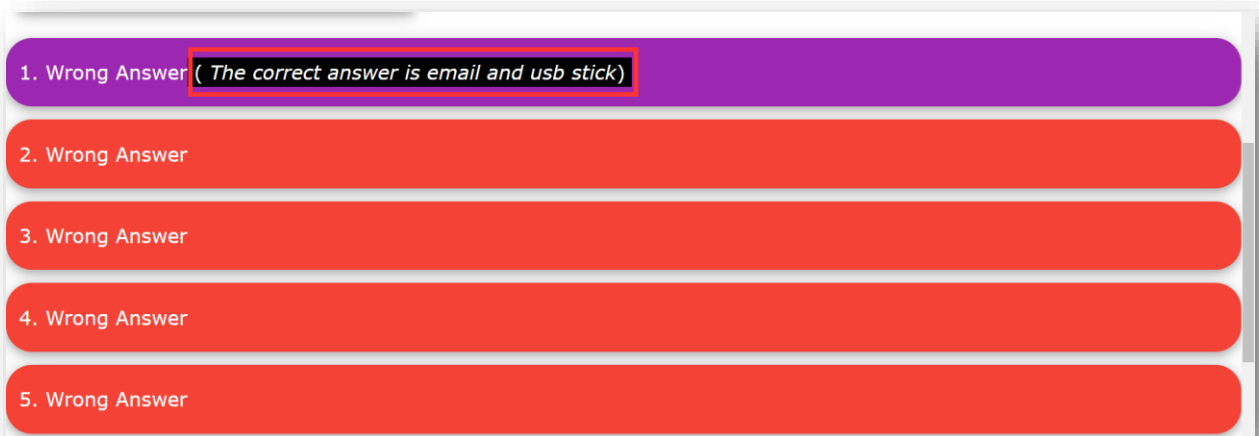 1. Wrong Answer ( The correct answer is email and usb stick)
2. Wrong Answer
3. Wrong Answer
4. Wrong Answer
5. Wrong Answer